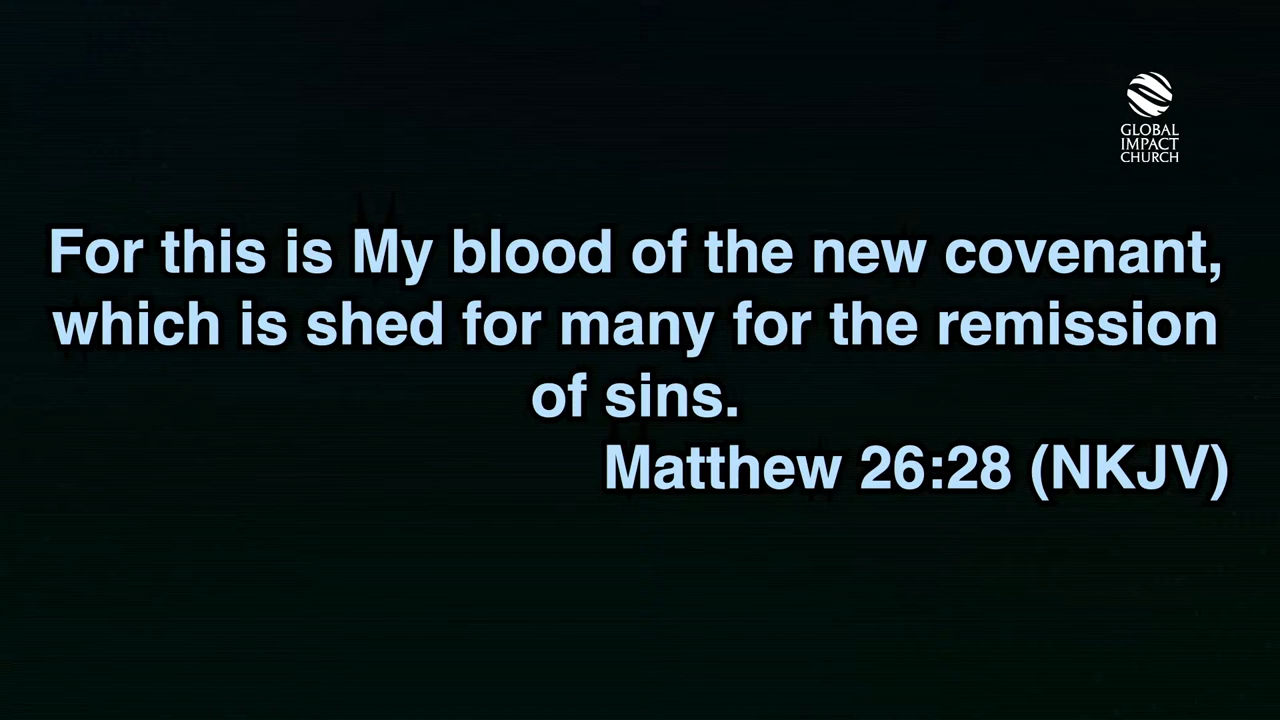 GLOBAL
IMPACT
CHURCH
For this is My blood of the new covenant,
which is shed for many for the remission
of sins.
Matthew 26:28 (NKJV)